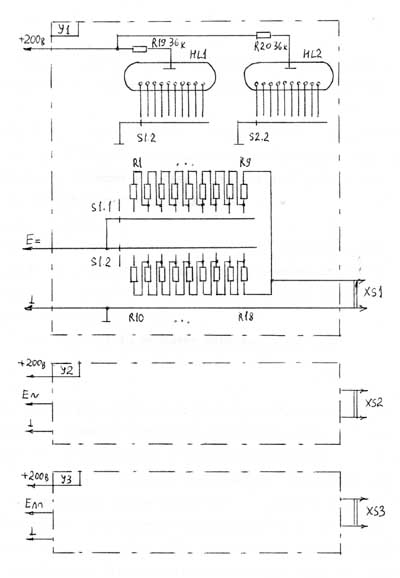 У1
+200в
R19 36к
R20 36к
HL1
HL2
S1.2
S2.2
R1
...
R9
S1.1
E=
S1.2
XS1
⊥
R10
...
R18
+200в
У2
E~
XS2
⊥
+200в
У3
Eпп
XS3
⊥